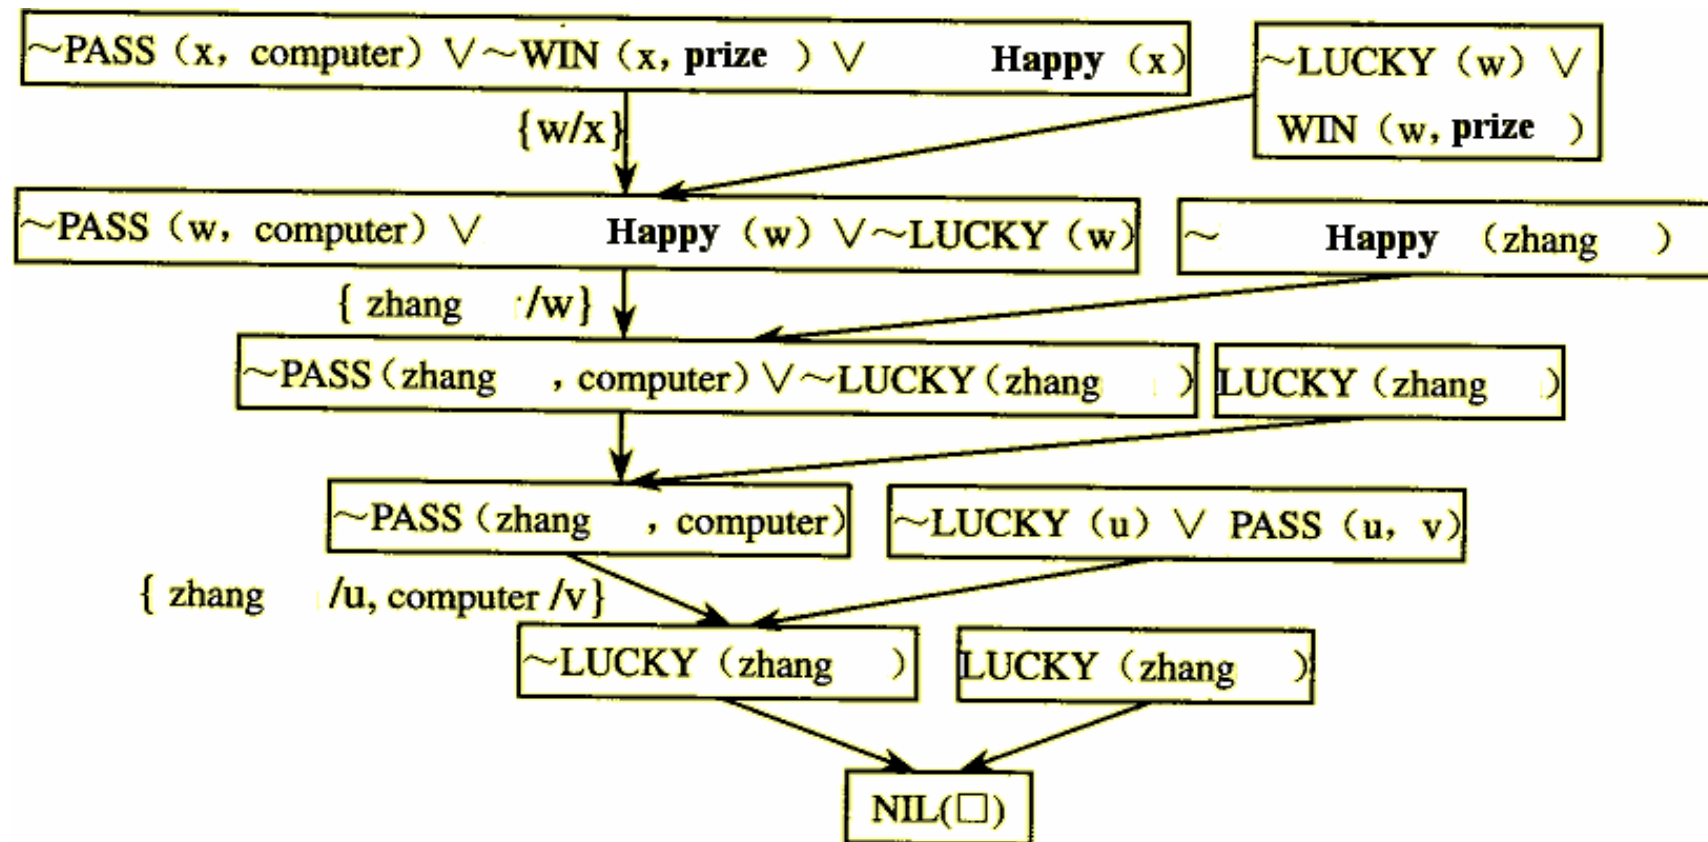 ~PASS（x，computer）∨~WIN（x，prize ）∨ Happy（x）
~LUCKY（w）∨
WIN（w，prize ）
{w/x}
~PASS（w，computer）∨ Happy（w）∨~LUCKY（w）
~ Happy （zhang ）
{ zhang /w}
~PASS（zhang ，computer）∨~LUCKY（zhang ）
LUCKY（zhang ）
~PASS（zhang ，computer）
~LUCKY（u）∨ PASS（u，v）
{ zhang /u, computer /v}
~LUCKY（zhang ）
LUCKY（zhang ）
NIL(□)